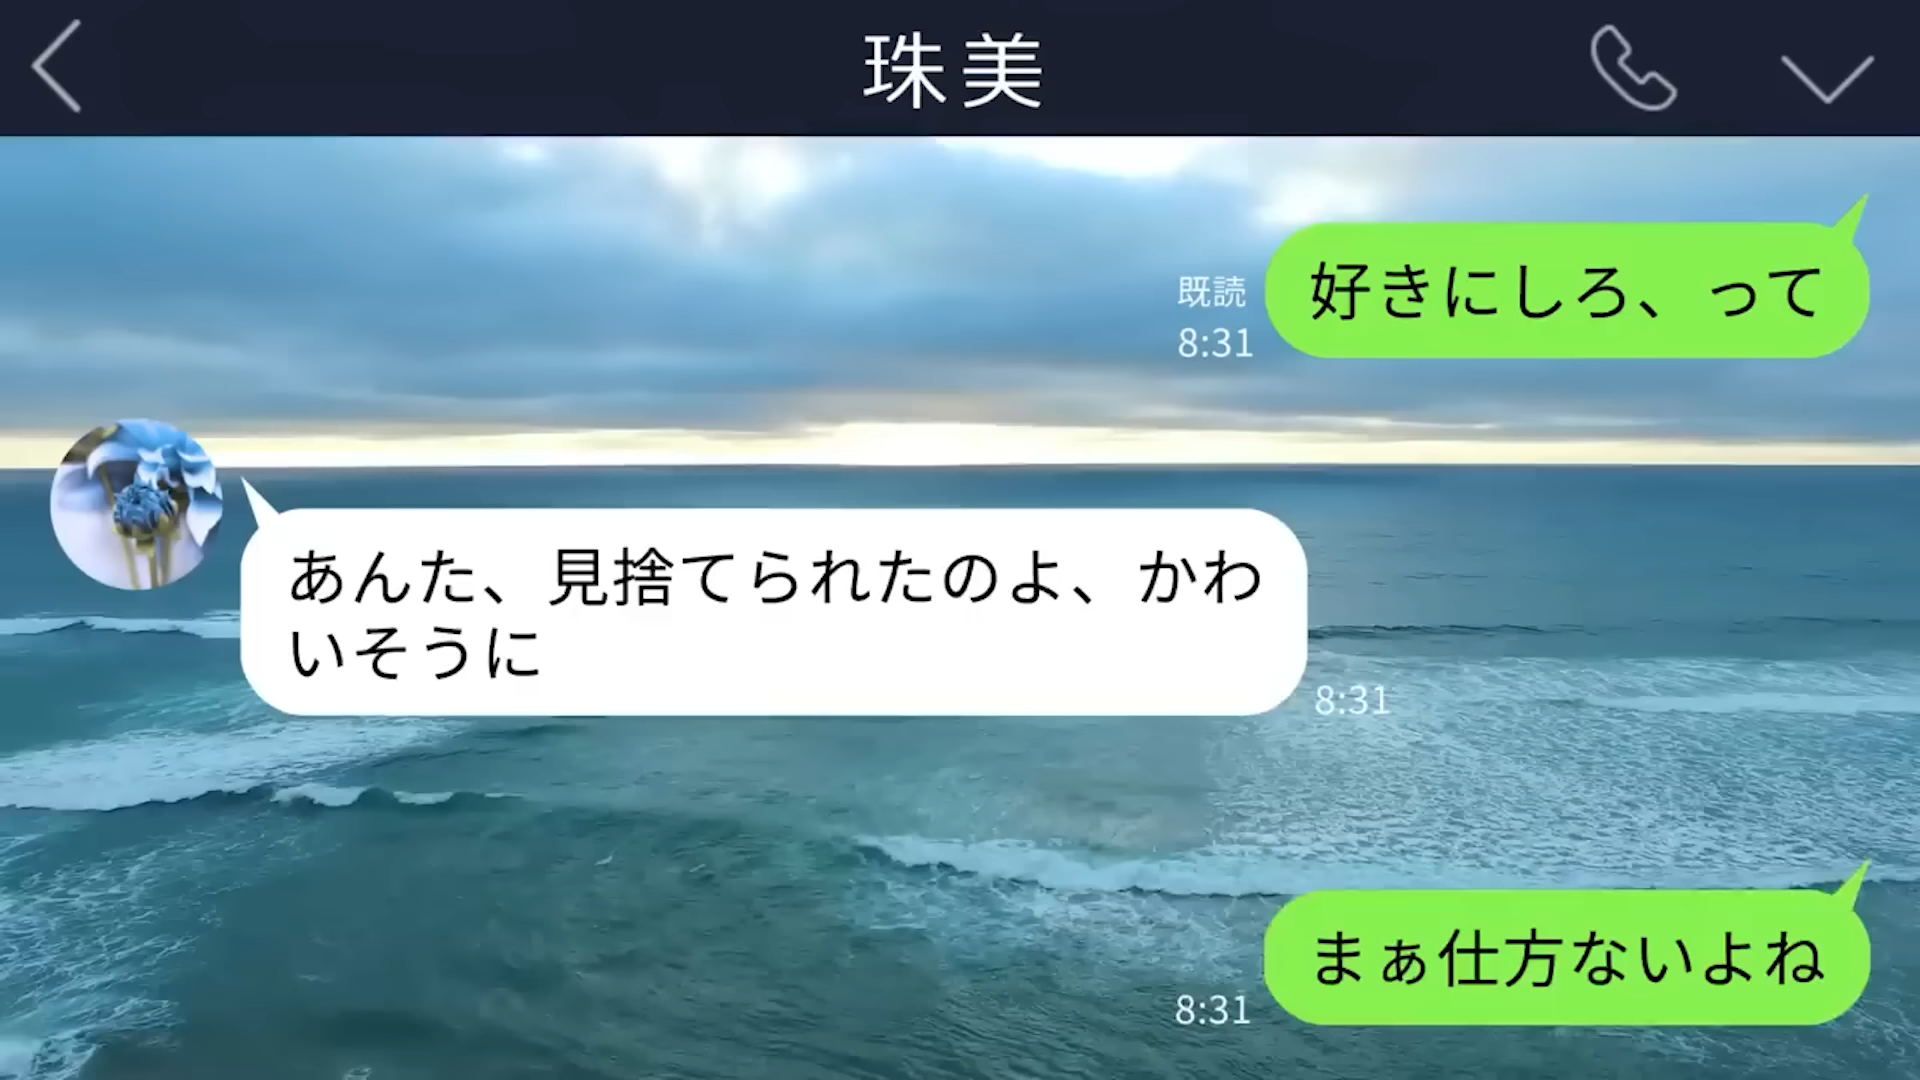 珠美
好きにしろ、って
既読
8:31
あんた、見捨てられたのよ、かわ
いそうに
8:31
まぁ仕方ないよね
8:31